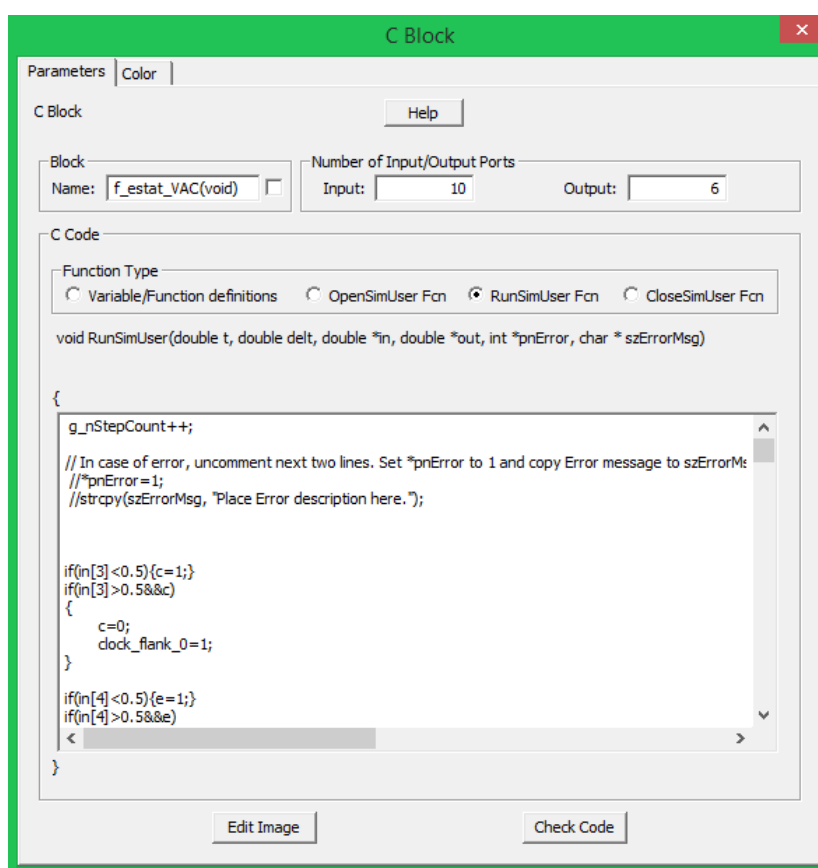 C Block
Parameters Color
C Block Help
Block Number of Input/Output Ports
Name: f_estat_VAC(void) Input: 10 Output: 6
C Code
Function Type
Variable/Function definitions OpenSimUser Fcn RunSimUser Fcn CloseSimUser Fcn
void RunSimUser(double t, double delt, double *in, double *out, int *pnError, char * szErrorMsg)
{
g_nStepCount++;
// In case of error, uncomment next two lines. Set *pnError to 1 and copy Error message to szErrorMs
//*pnError=1;
//strcpy(szErrorMsg, "Place Error description here.");
if(in[3]<0.5){c=1;}
if(in[3]>0.5&&c)
{
c=0;
clock_flank_0=1;
}
if(in[4]<0.5){e=1;}
if(in[4]>0.5&&e)
}
Edit Image Check Code